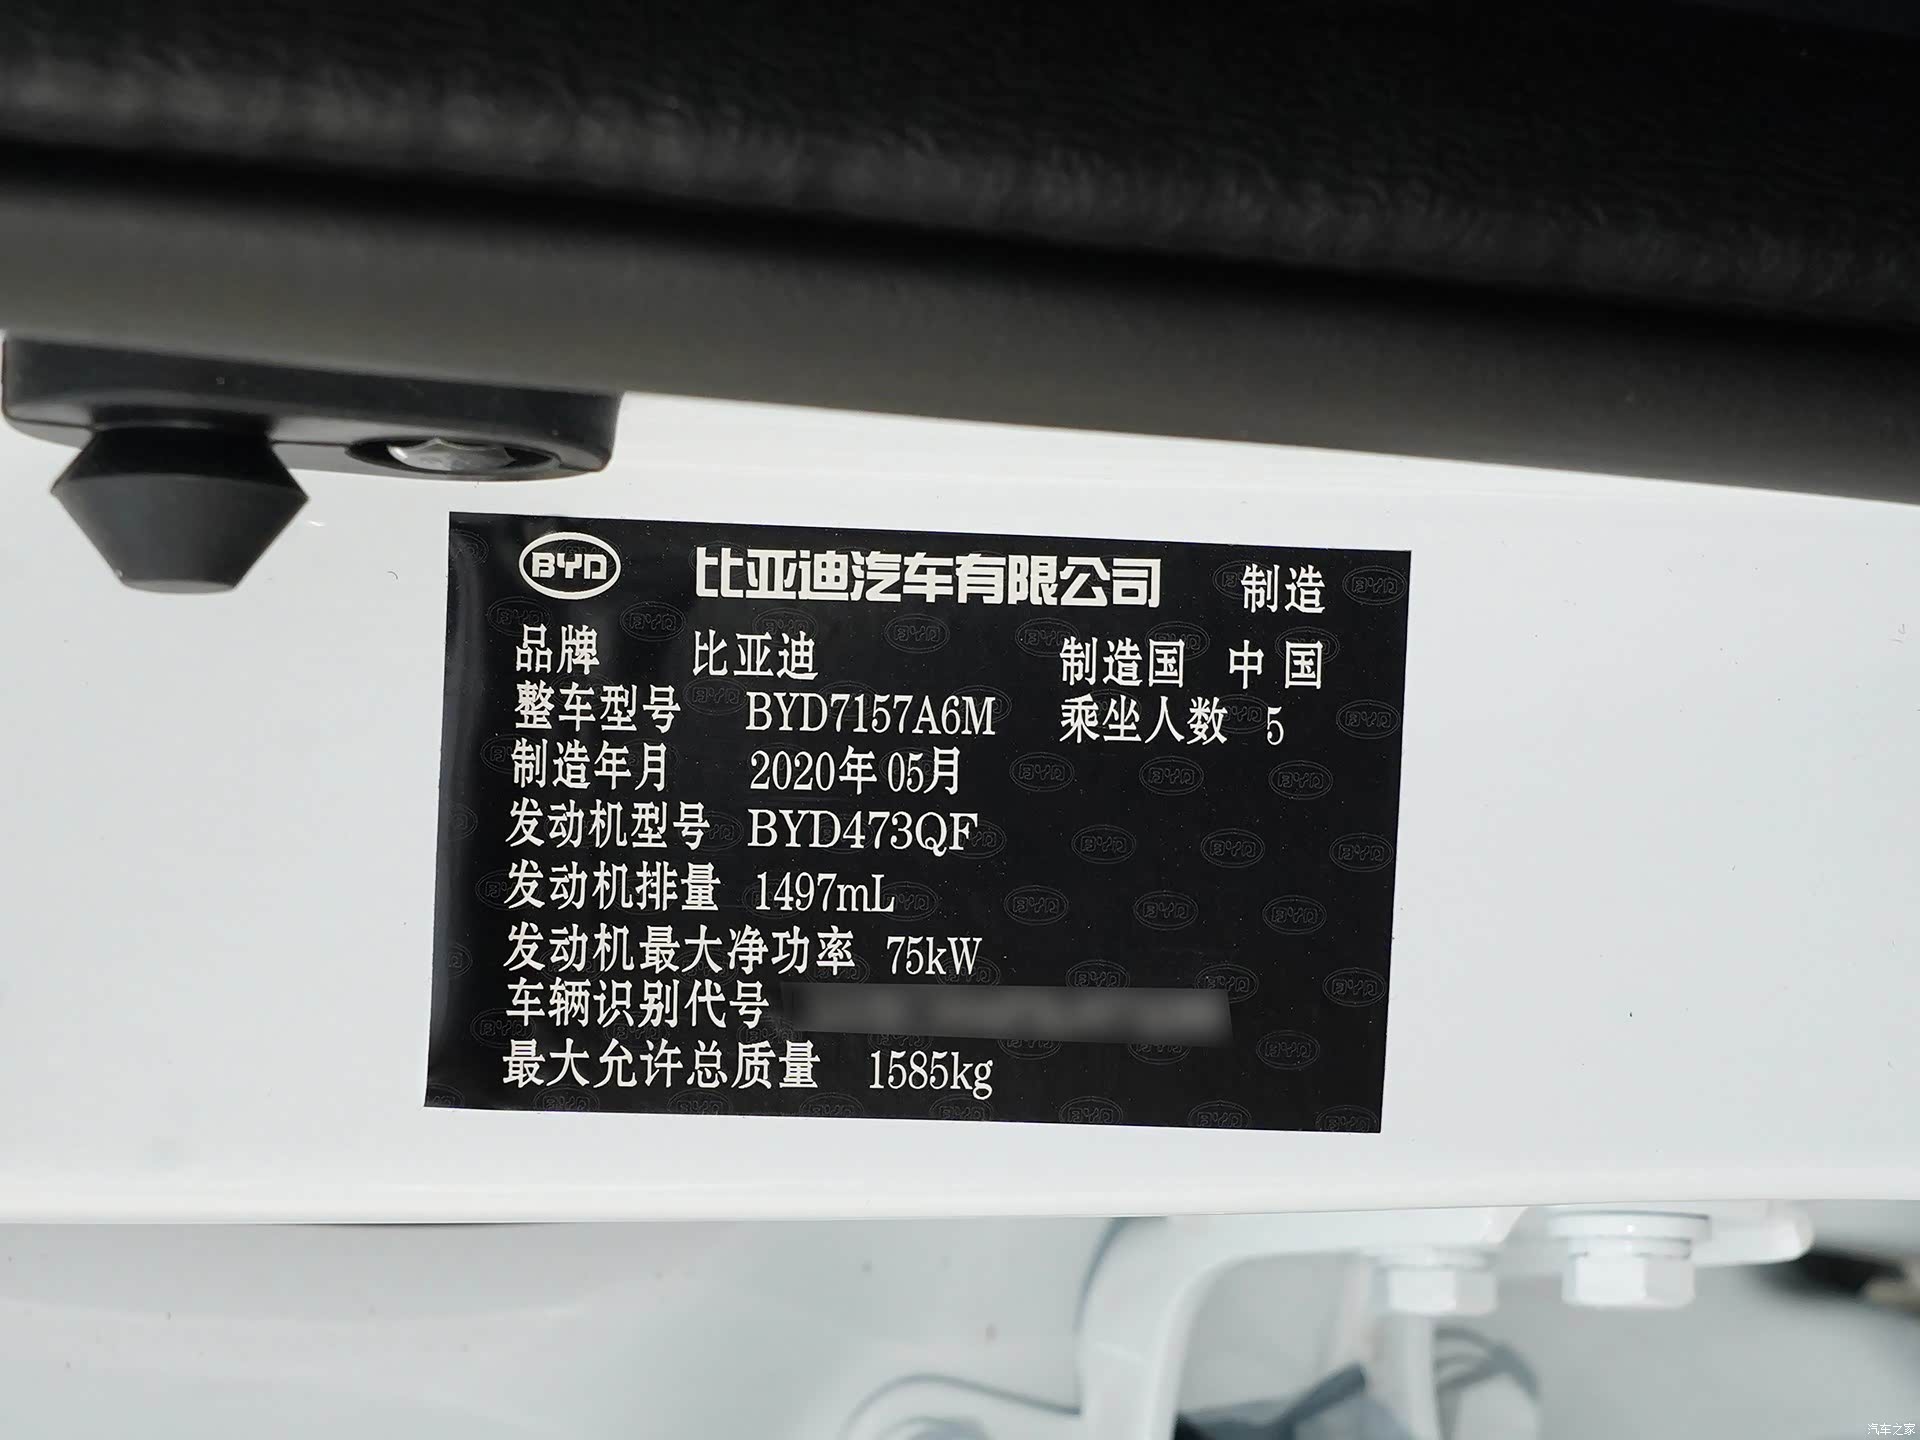 BYD 比亚迪汽车有限公司 制造
品牌 比亚迪 制造国 中国
整车型号 BYD7157A6M 乘坐人数 5
制造年月 2020年05月
发动机型号 BYD473QF
发动机排量 1497mL
发动机最大净功率 75kW
车辆识别代号
最大允许总质量 1585kg
汽车之家